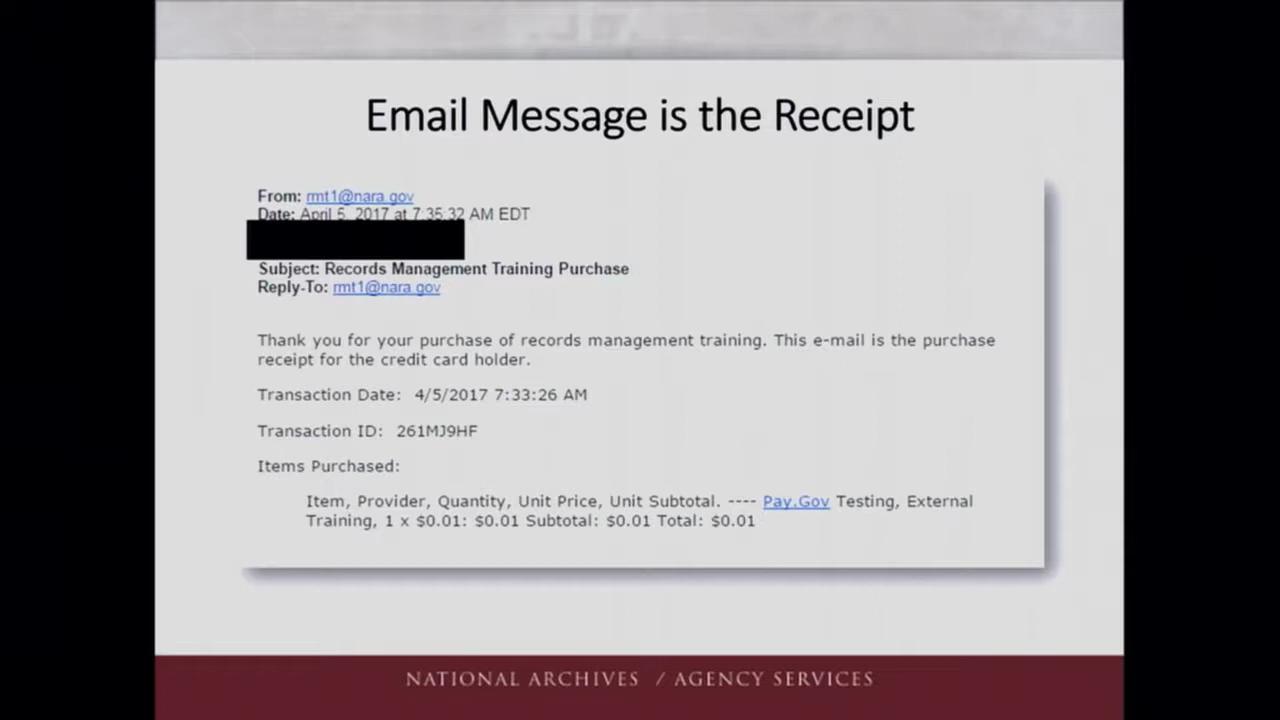 Email Message is the Receipt
From: rmt1@nara.gov
Date: April 5, 2017 at 7:35:32 AM EDT
Subject: Records Management Training Purchase
Reply-To: rmt1@nara.gov
Thank you for your purchase of records management training. This e-mail is the purchase
receipt for the credit card holder.
Transaction Date: 4/5/2017 7:33:26 AM
Transaction ID: 261MJ9HF
Items Purchased:
Item, Provider, Quantity, Unit Price, Unit Subtotal. ---- Pay.Gov Testing, External
Training, 1 x $0.01: $0.01 Subtotal: $0.01 Total: $0.01
NATIONAL ARCHIVES / AGENCY SERVICES